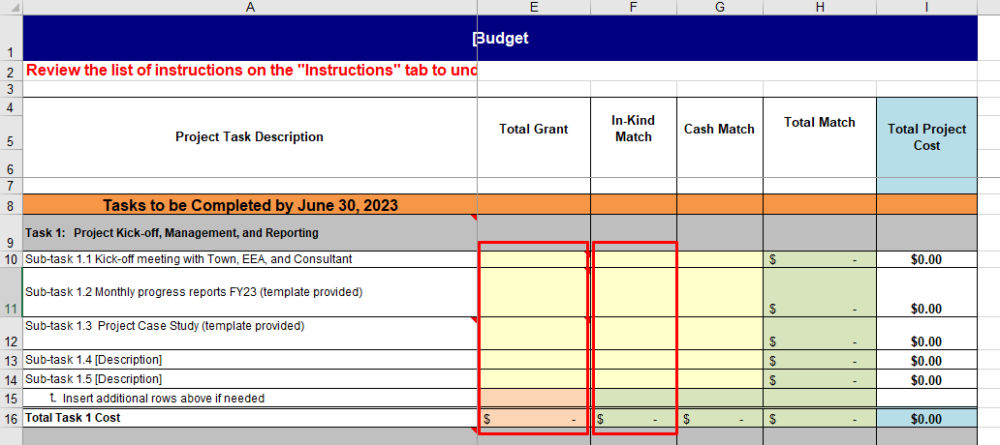 A E F G H I
1 Budget
2 Review the list of instructions on the "Instructions" tab to und
3
4
5 Project Task Description Total Grant In-Kind Match Cash Match Total Match Total Project Cost
6
7
8 Tasks to be Completed by June 30, 2023
9 Task 1: Project Kick-off, Management, and Reporting
10 Sub-task 1.1 Kick-off meeting with Town, EEA, and Consultant $ - $0.00
11 Sub-task 1.2 Monthly progress reports FY23 (template provided) $ - $0.00
12 Sub-task 1.3 Project Case Study (template provided) $ - $0.00
13 Sub-task 1.4 [Description] $ - $0.00
14 Sub-task 1.5 [Description] $ - $0.00
15 Insert additional rows above if needed
16 Total Task 1 Cost $ - $ - $ - $ - $0.00